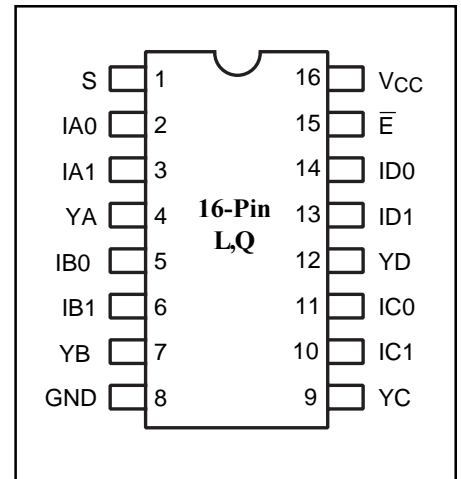 S 1 16 VCC
IA0 2 15 E̅
IA1 3 14 ID0
YA 4 13 ID1
16-Pin
L,Q
IB0 5 12 YD
IB1 6 11 IC0
YB 7 10 IC1
GND 8 9 YC